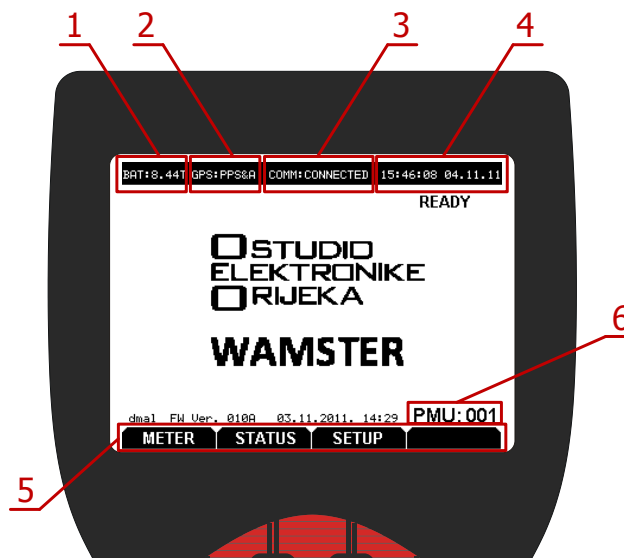 1 2 3 4
BAT:8.44T GPS:PPS&A COMM:CONNECTED 15:46:08 04.11.11
READY
STUDIO
ELEKTRONIKE
RIJEKA
WAMSTER
6
dmal FW Ver. 010A 03.11.2011. 14:29 PMU:001
METER STATUS SETUP
5